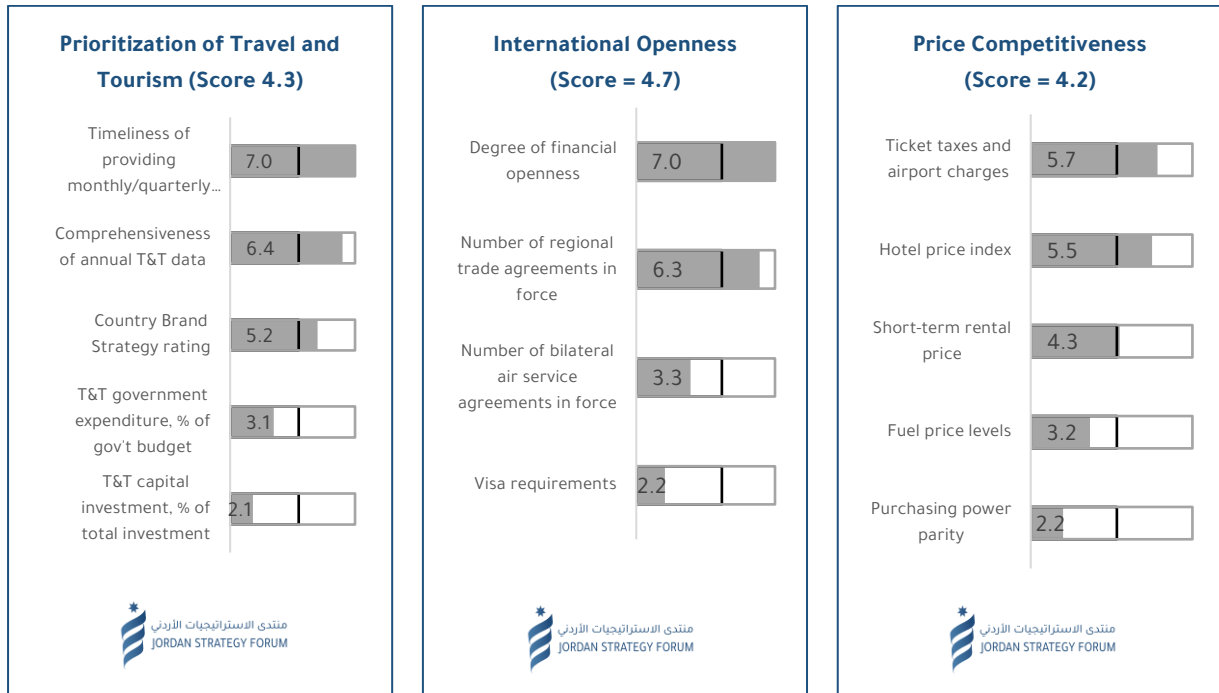 Prioritization of Travel and
Tourism (Score 4.3)
Timeliness of
providing
monthly/quarterly...
7.0
Comprehensiveness
of annual T&T data
6.4
Country Brand
Strategy rating
5.2
T&T government
expenditure, % of
gov't budget
3.1
T&T capital
investment, % of
total investment
2.1
منتدى الاستراتيجيات الأردني
JORDAN STRATEGY FORUM
International Openness
(Score = 4.7)
Degree of financial
openness
7.0
Number of regional
trade agreements in
force
6.3
Number of bilateral
air service
agreements in force
3.3
Visa requirements
2.2
منتدى الاستراتيجيات الأردني
JORDAN STRATEGY FORUM
Price Competitiveness
(Score = 4.2)
Ticket taxes and
airport charges
5.7
Hotel price index
5.5
Short-term rental
price
4.3
Fuel price levels
3.2
Purchasing power
parity
2.2
منتدى الاستراتيجيات الأردني
JORDAN STRATEGY FORUM